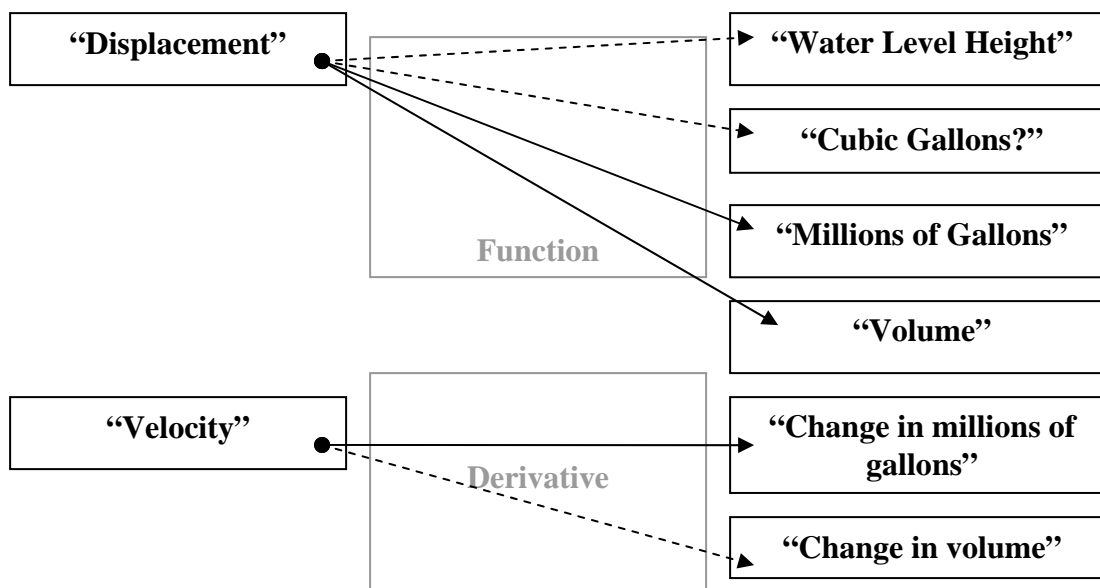 “Displacement”
“Water Level Height”
“Cubic Gallons?”
“Millions of Gallons”
Function
“Volume”
“Velocity”
“Change in millions of
gallons”
Derivative
“Change in volume”